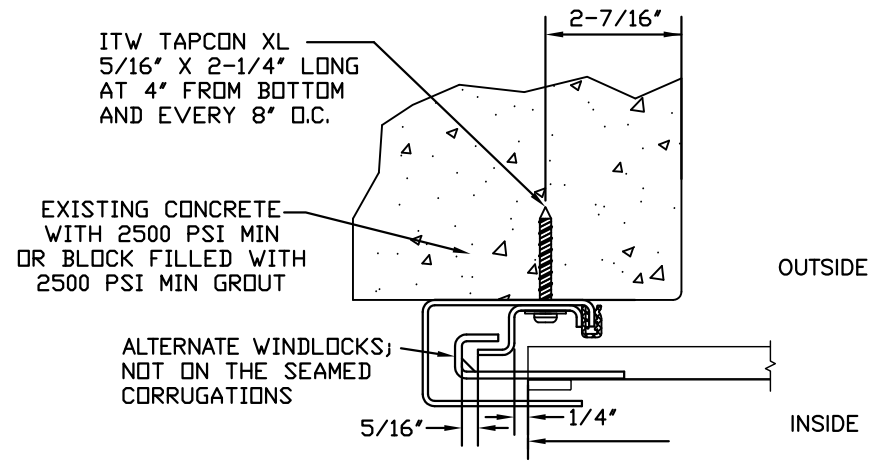 2-7/16"
ITW TAPCON XL
5/16" X 2-1/4" LONG
AT 4" FROM BOTTOM
AND EVERY 8" O.C.
EXISTING CONCRETE
WITH 2500 PSI MIN
OR BLOCK FILLED WITH
2500 PSI MIN GROUT
OUTSIDE
ALTERNATE WINDLOCKS;
NOT ON THE SEAMED
CORRUGATIONS
5/16"
1/4"
INSIDE